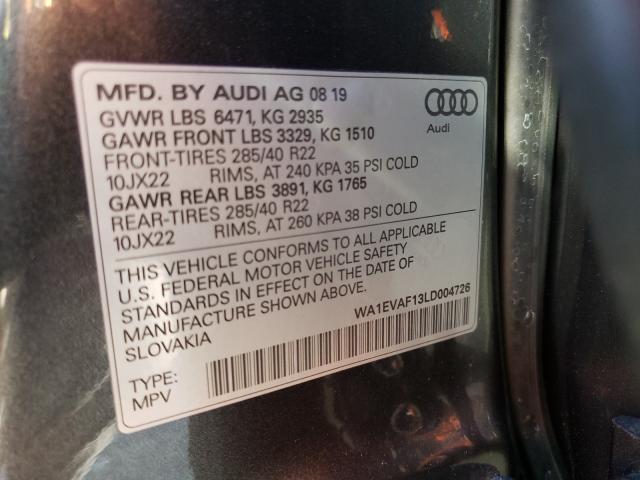 MFD. BY AUDI AG 08 19
GVWR LBS 6471, KG 2935
GAWR FRONT LBS 3329, KG 1510
FRONT-TIRES 285/40 R22
10JX22 RIMS, AT 240 KPA 35 PSI COLD
GAWR REAR LBS 3891, KG 1765
REAR-TIRES 285/40 R22
10JX22 RIMS, AT 260 KPA 38 PSI COLD
Audi
THIS VEHICLE CONFORMS TO ALL APPLICABLE
U.S. FEDERAL MOTOR VEHICLE SAFETY
STANDARDS IN EFFECT ON THE DATE OF
MANUFACTURE SHOWN ABOVE.
SLOVAKIA
WA1EVAF13LD004726
TYPE:
MPV